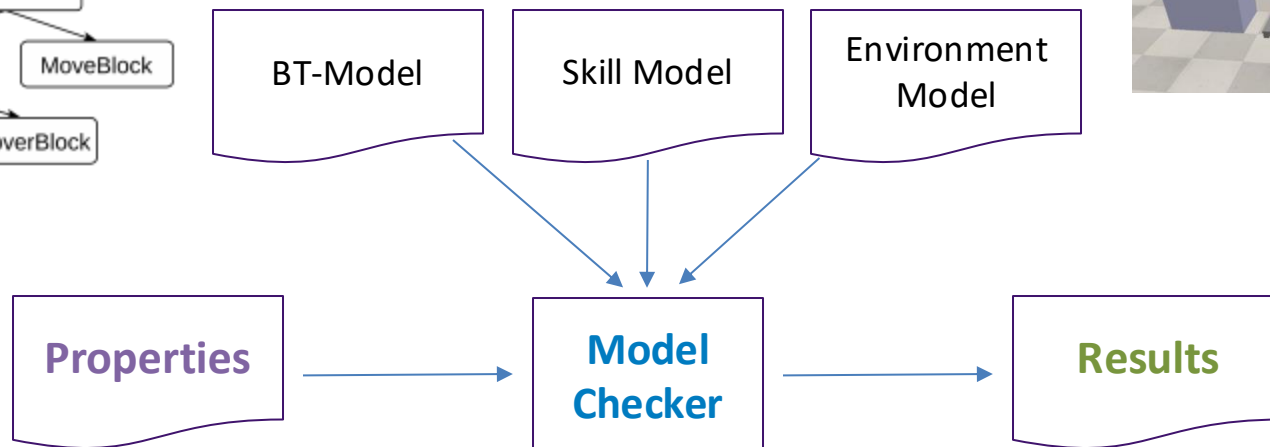 MoveBlock
BT-Model
Skill Model
Environment
Model
verBlock
Properties
Model
Checker
Results